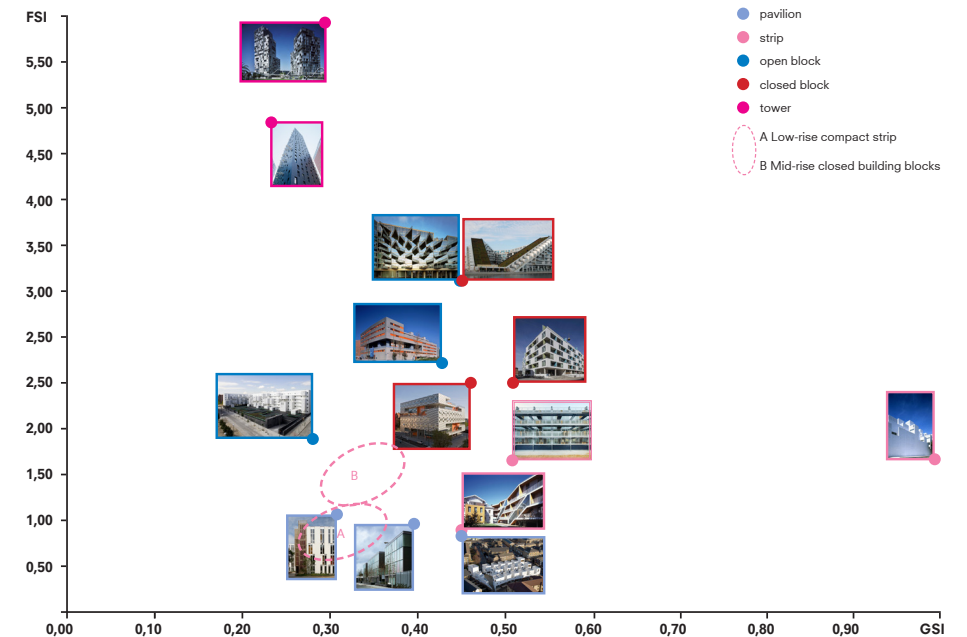 FSI
5,50
5,00
4,50
4,00
3,50
3,00
2,50
2,50
2,00
1,50
1,00
0,50
0,00
0,10
0,20
0,30
0,40
0,50
0,60
0,70
0,80
0,90
GSI
pavilion
strip
open block
closed block
tower
A Low-rise compact strip
B Mid-rise closed building blocks
B
A